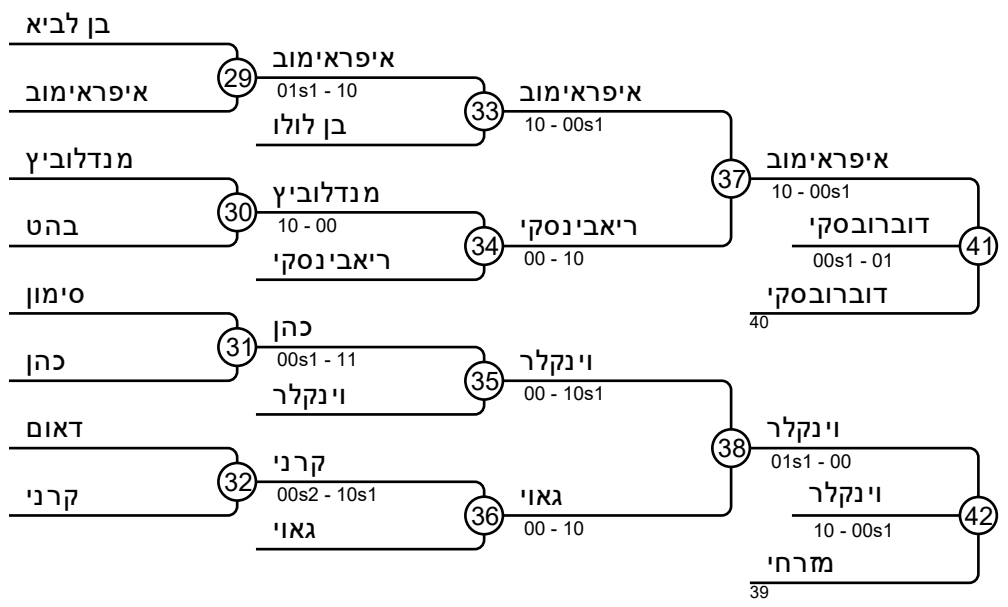 בן לביא
איפראימוב
29
איפראימוב
01s1 - 10
בן לולו
33
איפראימוב
10 - 00s1
מנדלוביץ
בהט
30
מנדלוביץ
10 - 00
ריאבינסקי
34
ריאבינסקי
00 - 10
37
איפראימוב
10 - 00s1
דוברובסקי
00s1 - 01
41
דוברובסקי
40
סימון
כהן
31
כהן
00s1 - 11
וינקלר
35
וינקלר
00 - 10s1
דאום
קרני
32
קרני
00s2 - 10s1
גאוי
36
גאוי
00 - 10
38
וינקלר
01s1 - 00
וינקלר
10 - 00s1
42
מזרחי
39